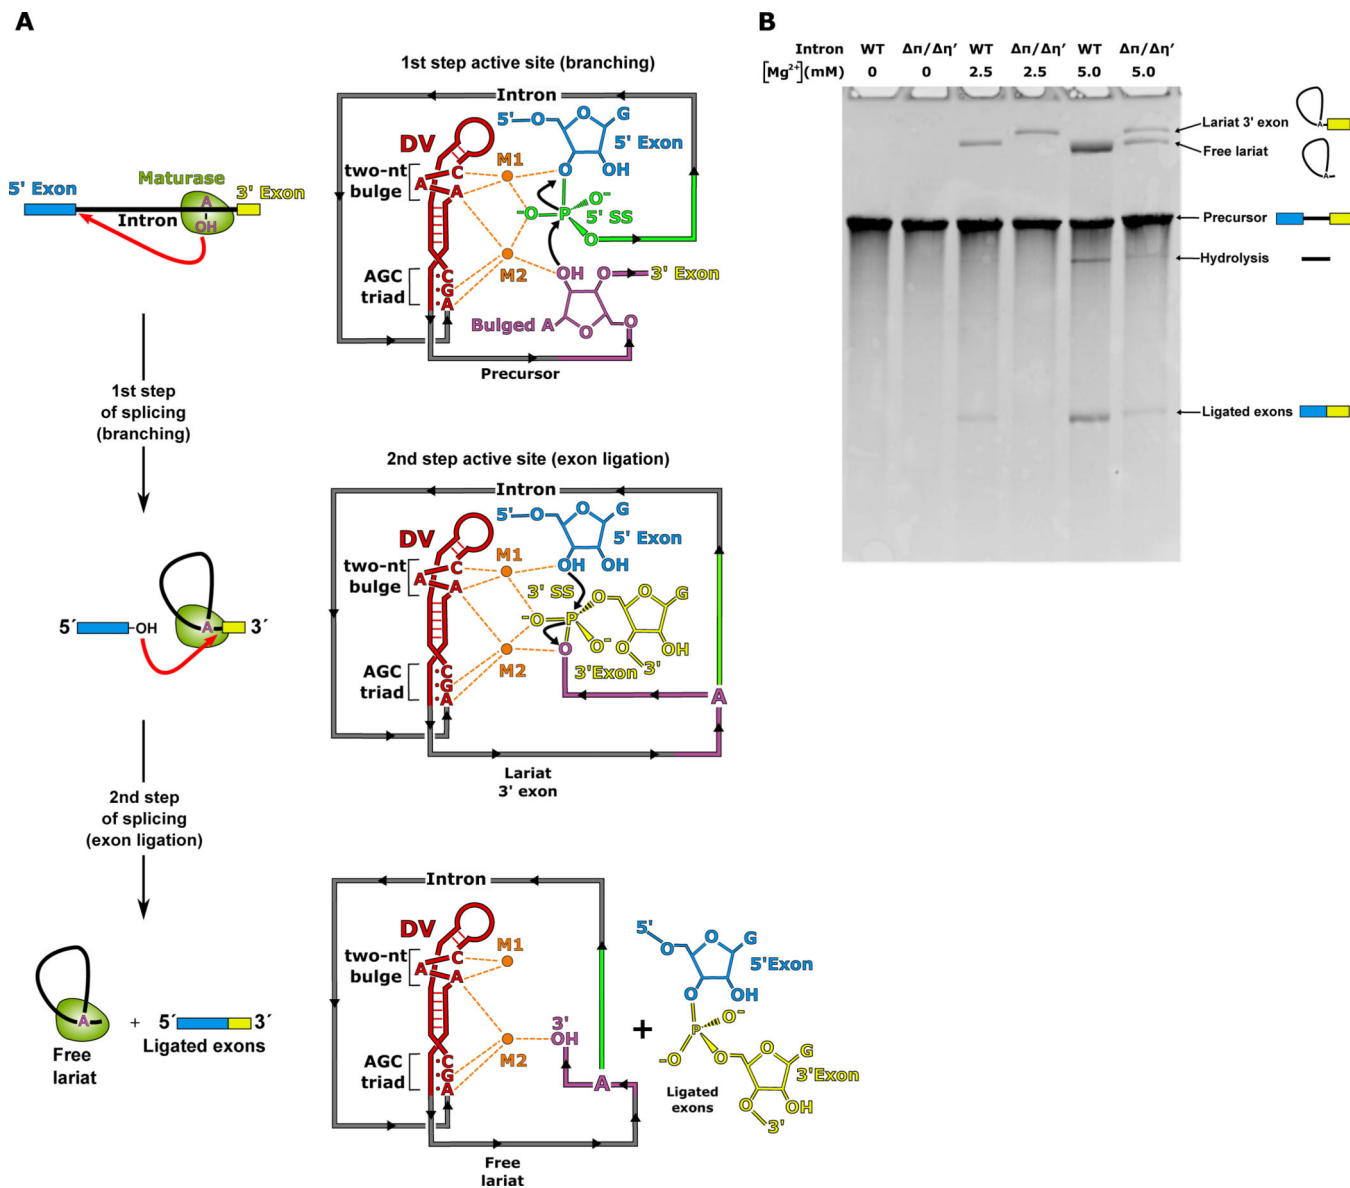 A
5' Exon
Maturase
3' Exon
A
OH
Intron
1st step
of splicing
(branching)
5´
OH
A
3´
2nd step
of splicing
(exon ligation)
A
+
5´
3´
Free
lariat
Ligated exons
1st step active site (branching)
Intron
DV
two-nt
bulge
C
A
A
M1
5'
O
O
G
5' Exon
O
OH
-O
P
O-
5' SS
O
M2
AGC
triad
C
G
A
OH
O
3' Exon
Bulged A
O
O
Precursor
2nd step active site (exon ligation)
Intron
DV
two-nt
bulge
C
A
A
M1
5'
O
O
G
5' Exon
OH
OH
3' SS
O
O
G
-O
P
O-
O
OH
O
3'
3'Exon
M2
AGC
triad
C
G
A
A
Lariat
3' exon
Intron
DV
two-nt
bulge
C
A
A
M1
M2
3'
OH
AGC
triad
C
G
A
A
Free
lariat
+
5'
O
O
G
5'Exon
O
OH
P
O-
-O
O
O
G
3'Exon
O
OH
3'
Ligated
exons
B
Intron WT Δπ/Δη′ WT Δπ/Δη′ WT Δπ/Δη′
[Mg2+](mM) 0 0 2.5 2.5 5.0 5.0
Lariat 3' exon
A
Free lariat
A
Precursor
Hydrolysis
Ligated exons